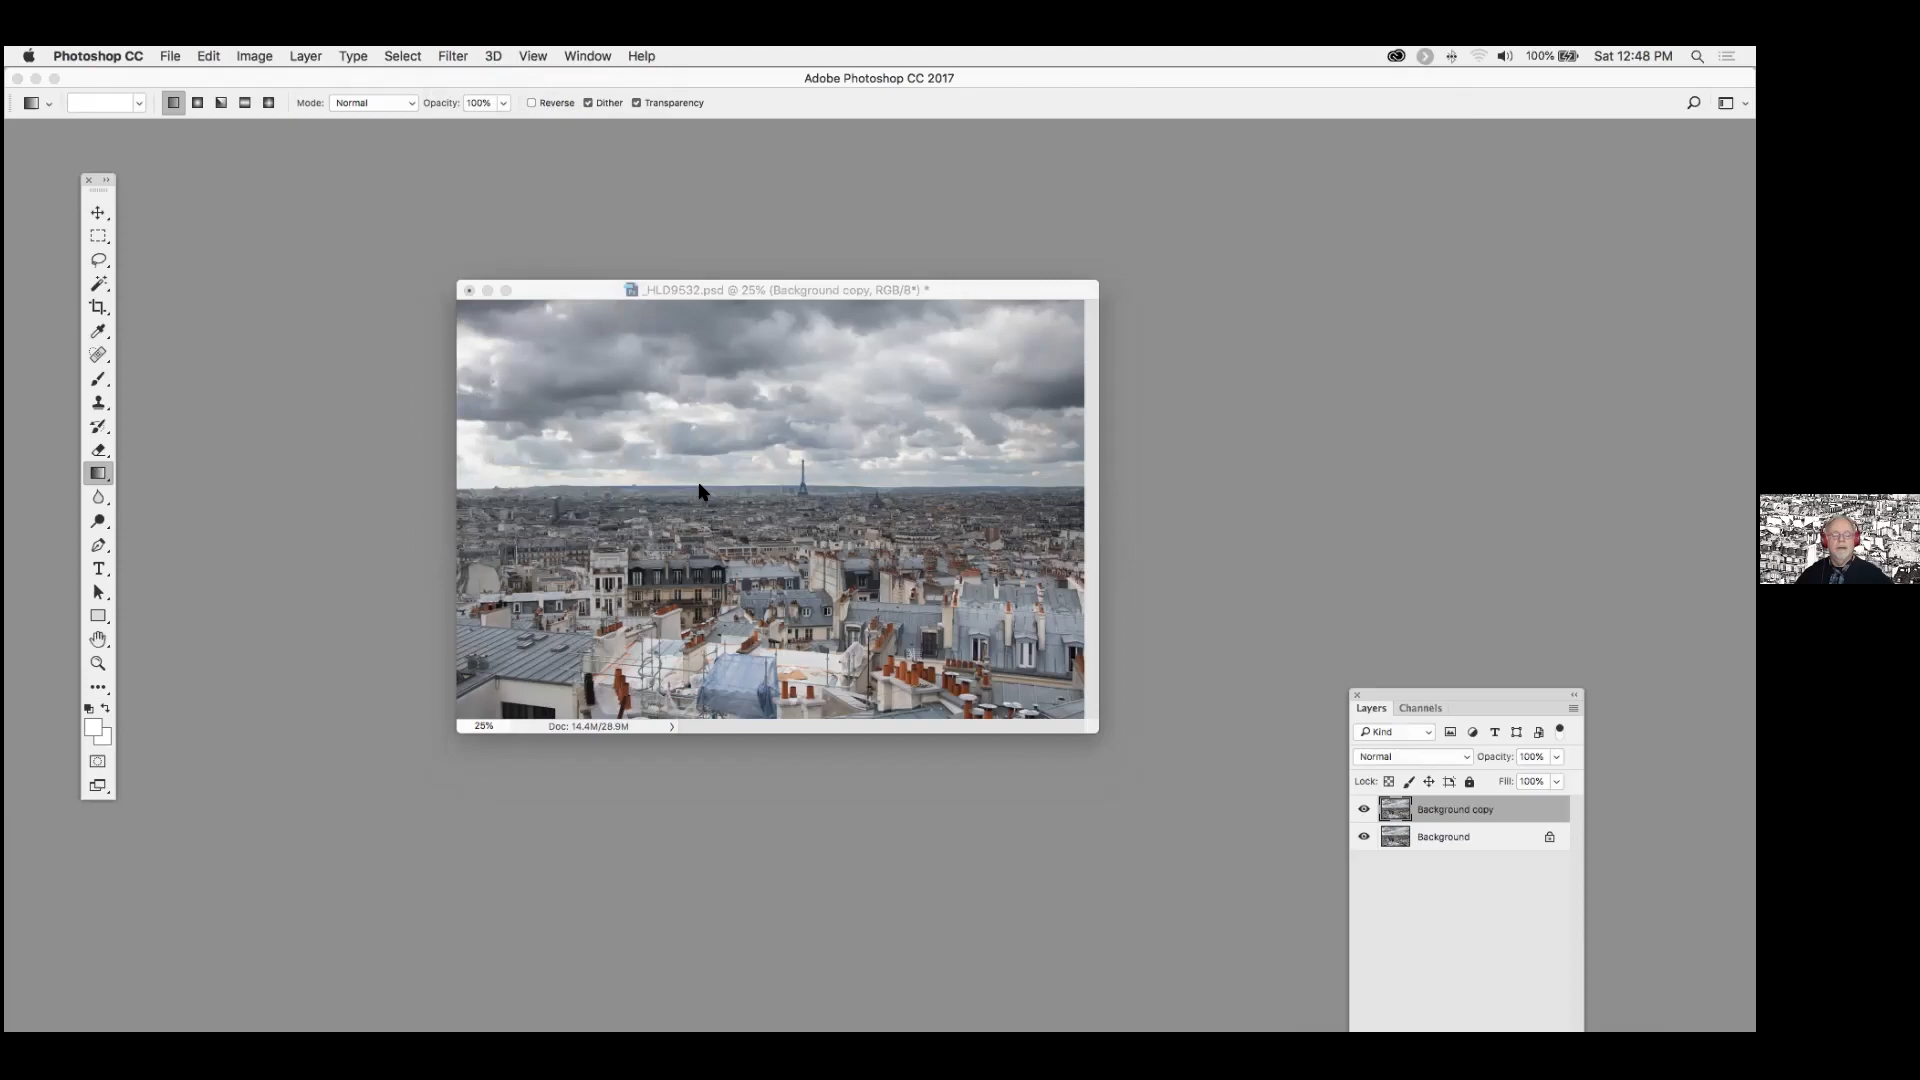 Photoshop CC File Edit Image Layer Type Select Filter 3D View Window Help 100% Sat 12:48 PM
Adobe Photoshop CC 2017
Mode: Normal Opacity: 100% Reverse Dither Transparency
_HLD9532.psd @ 25% (Background copy, RGB/8*) *
25% Doc: 14.4M/28.9M
Layers Channels
Kind
Normal Opacity: 100%
Lock: Fill: 100%
Background copy
Background